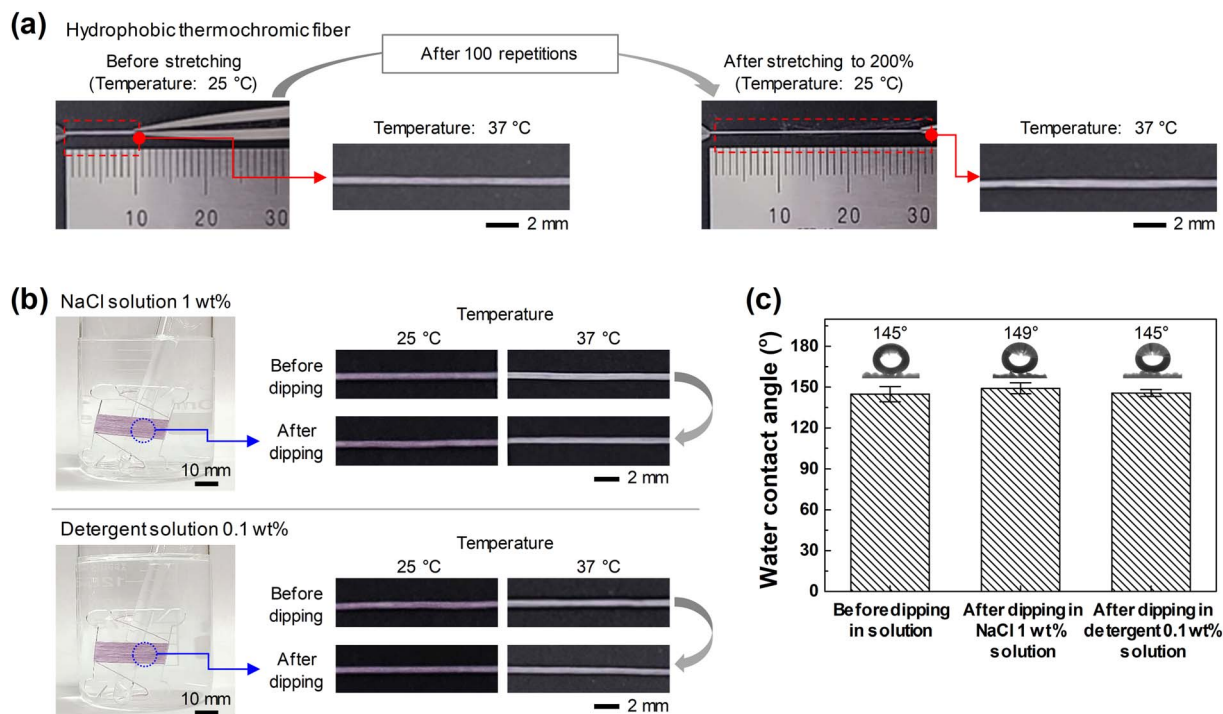 (a)
Hydrophobic thermochromic fiber
Before stretching
(Temperature: 25 °C)
After 100 repetitions
After stretching to 200%
(Temperature: 25 °C)
10 20 30
Temperature: 37 °C
2 mm
10 20 30
Temperature: 37 °C
2 mm
(b)
NaCl solution 1 wt%
10 mm
Temperature
25 °C 37 °C
Before
dipping
After
dipping
2 mm
Detergent solution 0.1 wt%
10 mm
Temperature
25 °C 37 °C
Before
dipping
After
dipping
2 mm
(c)
Water contact angle (°)
180
150
120
90
60
30
0
145° 149° 145°
Before dipping
in solution
After dipping in
NaCl 1 wt%
solution
After dipping in
detergent 0.1 wt%
solution